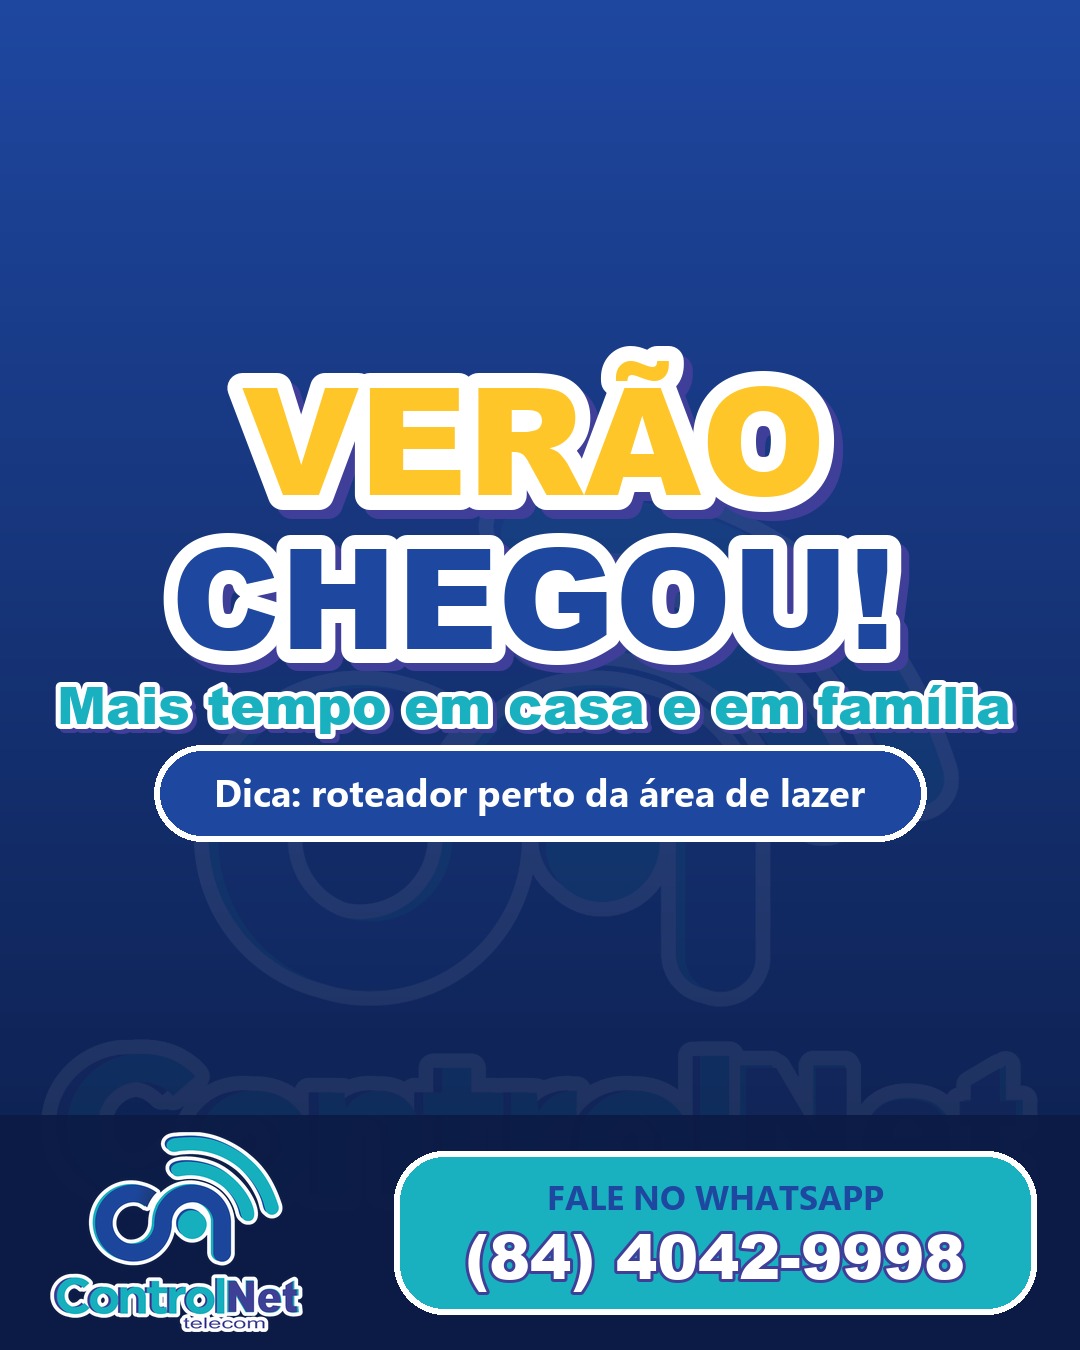 VERÃO
CHEGOU!
Mais tempo em casa e em família
Dica: roteador perto da área de lazer
ControlNet
ControlNet
telecom
FALE NO WHATSAPP
(84) 4042-9998